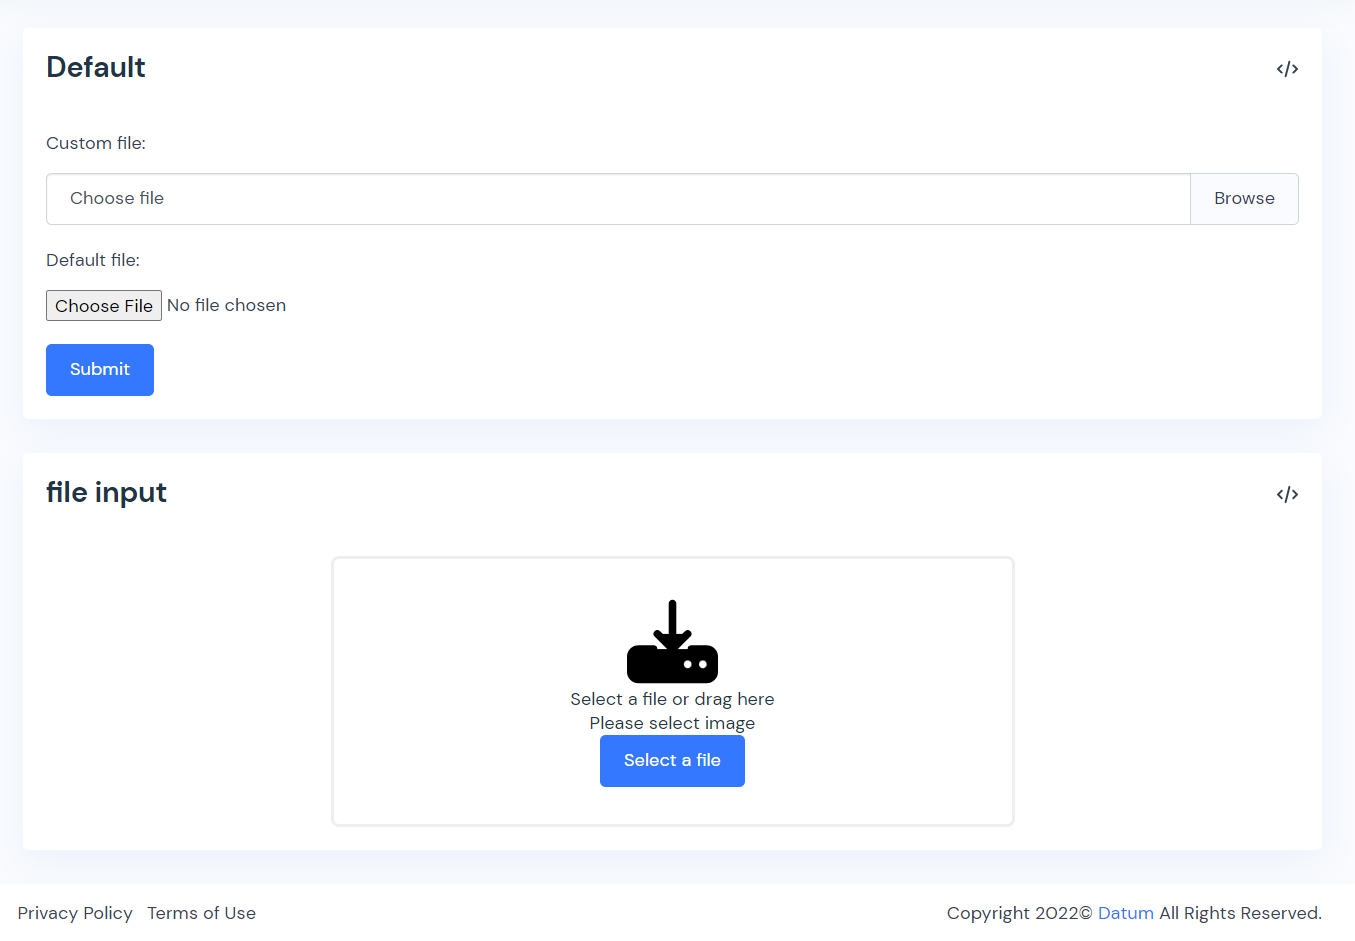 Default
</>
Custom file:
Choose file
Browse
Default file:
Choose File No file chosen
Submit
file input
</>
Select a file or drag here
Please select image
Select a file
Privacy Policy Terms of Use
Copyright 2022© Datum All Rights Reserved.